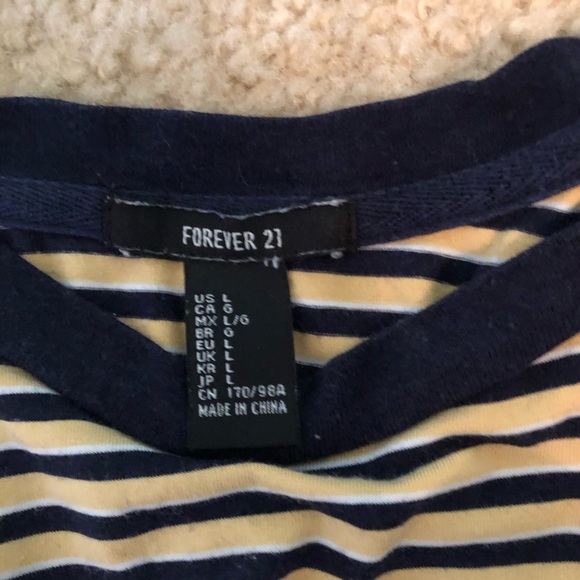 FOREVER 21
US L
CA G
MX L/G
BR G
EU L
UK L
KR L
JP L
CN 170/98A
MADE IN CHINA